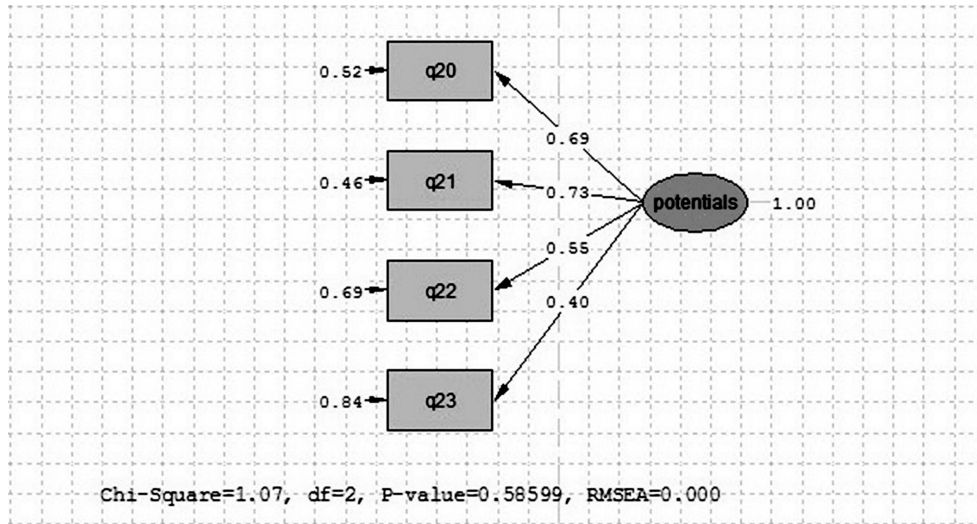 0.52 q20
0.69
0.46 q21
0.73
potentials 1.00
0.55
0.69 q22
0.40
0.84 q23
Chi-Square=1.07, df=2, P-value=0.58599, RMSEA=0.000